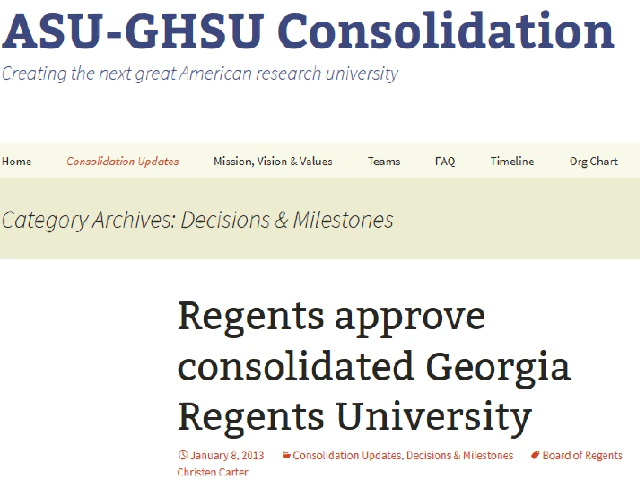 ASU-GHSU Consolidation
Creating the next great American research university
Home Consolidation Updates Mission, Vision & Values Teams FAQ Timeline Org Chart
Category Archives: Decisions & Milestones
Regents approve
consolidated Georgia
Regents University
January 8, 2013 Consolidation Updates, Decisions & Milestones Board of Regents
Christen Carter